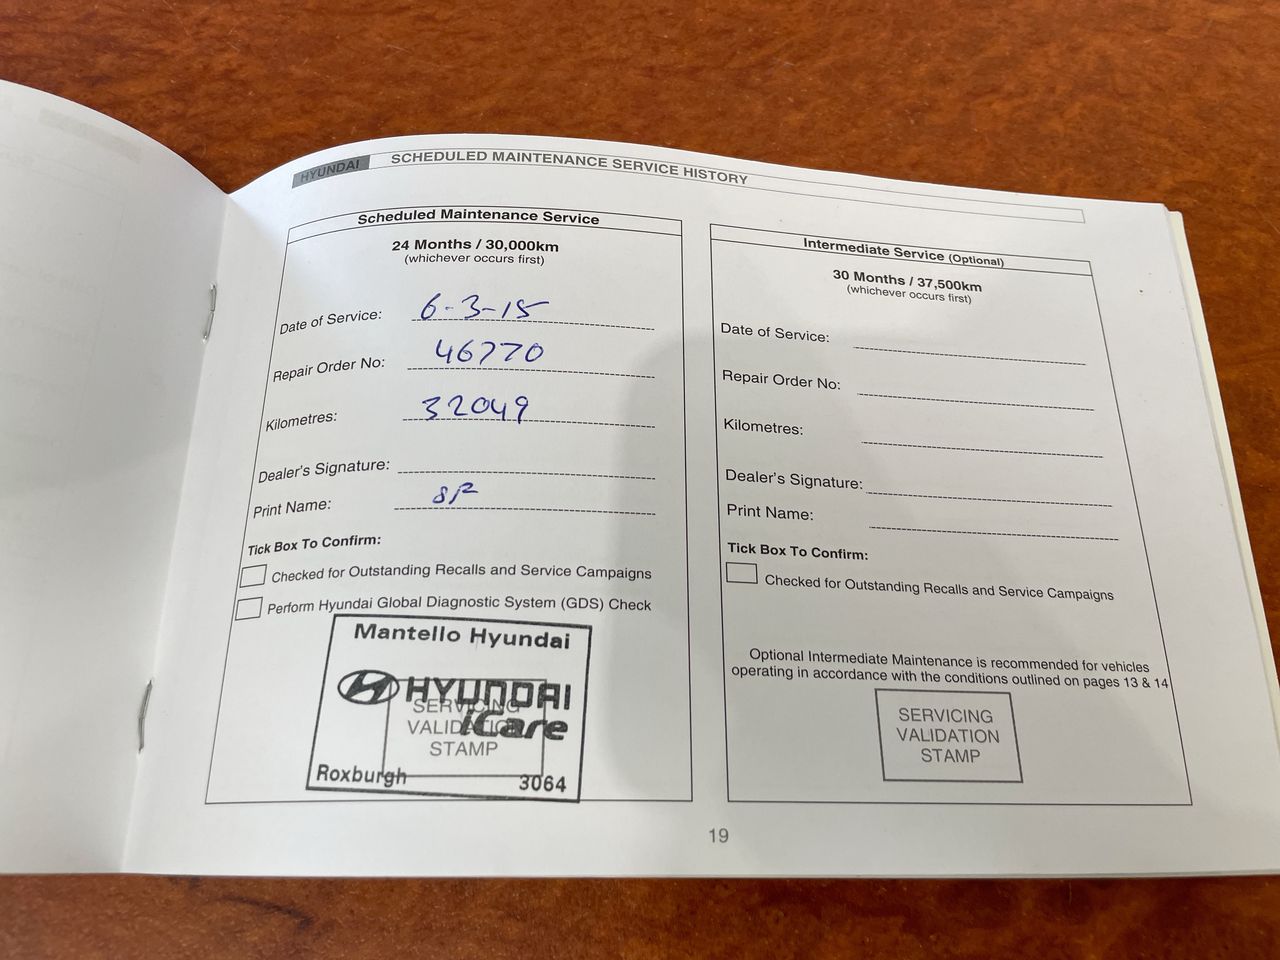 HYUNDAI SCHEDULED MAINTENANCE SERVICE HISTORY
Scheduled Maintenance Service
24 Months / 30,000km
(whichever occurs first)
Date of Service: 6-3-15
Repair Order No: 46770
Kilometres: 32049
Dealer's Signature:
Print Name:
Tick Box To Confirm:
Checked for Outstanding Recalls and Service Campaigns
Perform Hyundai Global Diagnostic System (GDS) Check
Mantello Hyundai
HYUNDAI
iCare
SERVICING
VALIDATION
STAMP
Roxburgh 3064
Intermediate Service (Optional)
30 Months / 37,500km
(whichever occurs first)
Date of Service:
Repair Order No:
Kilometres:
Dealer's Signature:
Print Name:
Tick Box To Confirm:
Checked for Outstanding Recalls and Service Campaigns
Optional Intermediate Maintenance is recommended for vehicles
operating in accordance with the conditions outlined on pages 13 & 14
SERVICING
VALIDATION
STAMP
19